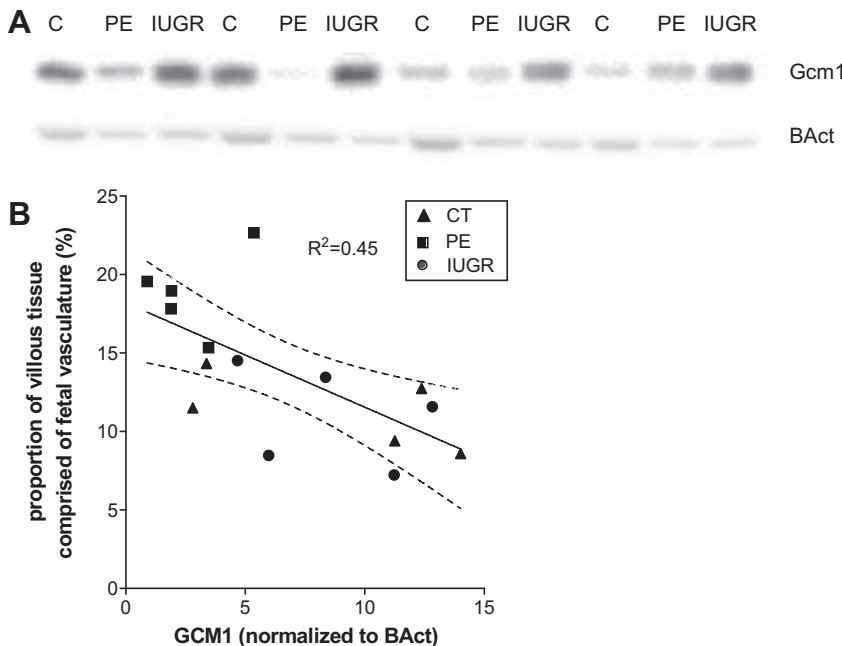 A C PE IUGR C PE IUGR C PE IUGR C PE IUGR
Gcm1
BAct
B
25
20
15
10
5
0
0 5 10 15
proportion of villous tissue
comprised of fetal vasculature (%)
R²=0.45
CT
PE
IUGR
GCM1 (normalized to BAct)